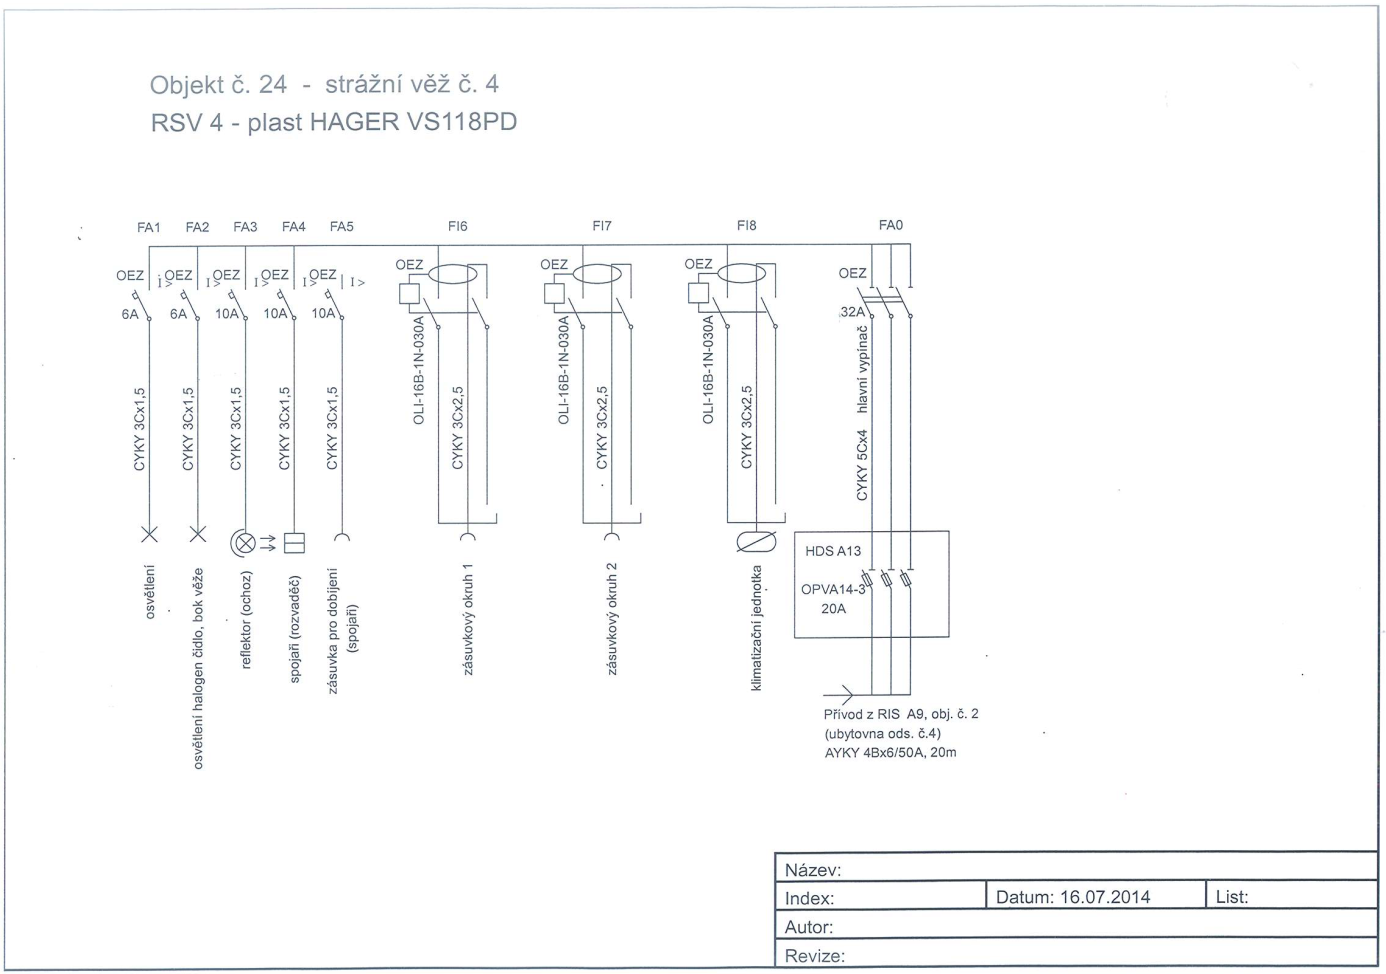 Objekt č. 24 - strážní věž č. 4
RSV 4 - plast HAGER VS118PD
FA1 FA2 FA3 FA4 FA5 FI6 FI7 FI8 FA0
OEZ I> OEZ I> OEZ I> OEZ I> OEZ I> OEZ OEZ OEZ OEZ
6A 6A 10A 10A 10A 32A
OLI-16B-1N-030A
OLI-16B-1N-030A
OLI-16B-1N-030A
hlavní vypínač
CYKY 3Cx1,5
CYKY 3Cx1,5
CYKY 3Cx1,5
CYKY 3Cx1,5
CYKY 3Cx1,5
CYKY 3Cx2,5
CYKY 3Cx2,5
CYKY 3Cx2,5
CYKY 5Cx4
osvětlení
osvětlení halogen čidlo, bok věže
reflektor (ochoz)
spojaři (rozvaděč)
zásuvka pro dobíjení
(spojaři)
zásuvkový okruh 1
zásuvkový okruh 2
klimatizační jednotka
HDS A13
OPVA14-3
20A
Přívod z RIS A9, obj. č. 2
(ubytovna ods. č.4)
AYKY 4Bx6/50A, 20m
Název:
Index: Datum: 16.07.2014 List:
Autor:
Revize: